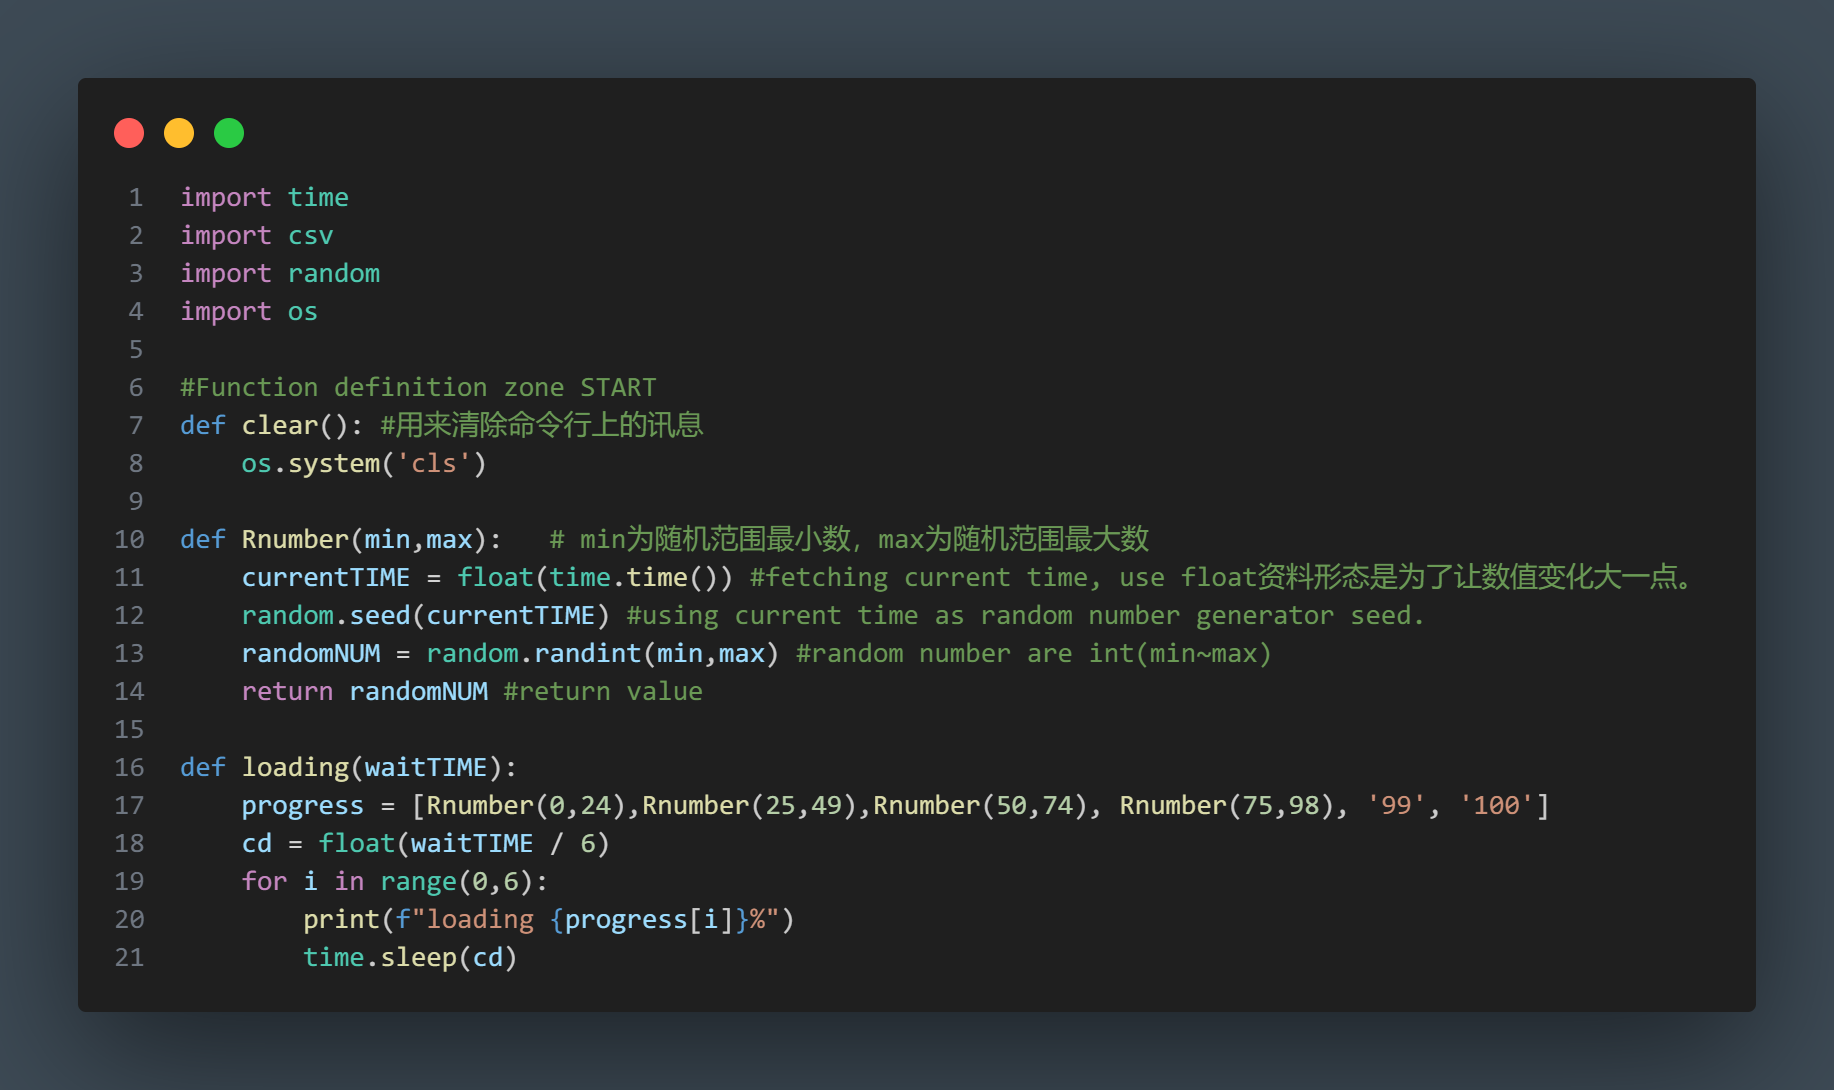 1 import time
2 import csv
3 import random
4 import os
5
6 #Function definition zone START
7 def clear(): #用来清除命令行上的讯息
8     os.system('cls')
9
10 def Rnumber(min,max):   # min为随机范围最小数, max为随机范围最大数
11     currentTIME = float(time.time()) #fetching current time, use float资料形态是为了让数值变化大一点。
12     random.seed(currentTIME) #using current time as random number generator seed.
13     randomNUM = random.randint(min,max) #random number are int(min~max)
14     return randomNUM #return value
15
16 def loading(waitTIME):
17     progress = [Rnumber(0,24),Rnumber(25,49),Rnumber(50,74), Rnumber(75,98), '99', '100']
18     cd = float(waitTIME / 6)
19     for i in range(0,6):
20         print(f"loading {progress[i]}%")
21         time.sleep(cd)